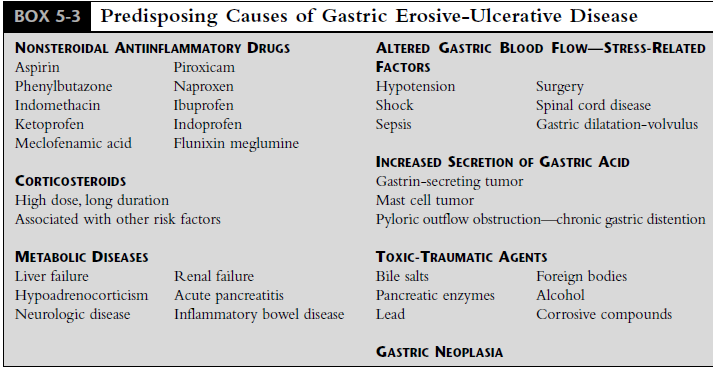 BOX 5-3 Predisposing Causes of Gastric Erosive-Ulcerative Disease
NONSTEROIDAL ANTIINFLAMMATORY DRUGS
Aspirin Piroxicam
Phenylbutazone Naproxen
Indomethacin Ibuprofen
Ketoprofen Indoprofen
Meclofenamic acid Flunixin meglumine
CORTICOSTEROIDS
High dose, long duration
Associated with other risk factors
METABOLIC DISEASES
Liver failure Renal failure
Hypoadrenocorticism Acute pancreatitis
Neurologic disease Inflammatory bowel disease
ALTERED GASTRIC BLOOD FLOW—STRESS-RELATED
FACTORS
Hypotension Surgery
Shock Spinal cord disease
Sepsis Gastric dilatation-volvulus
INCREASED SECRETION OF GASTRIC ACID
Gastrin-secreting tumor
Mast cell tumor
Pyloric outflow obstruction—chronic gastric distention
TOXIC-TRAUMATIC AGENTS
Bile salts Foreign bodies
Pancreatic enzymes Alcohol
Lead Corrosive compounds
GASTRIC NEOPLASIA